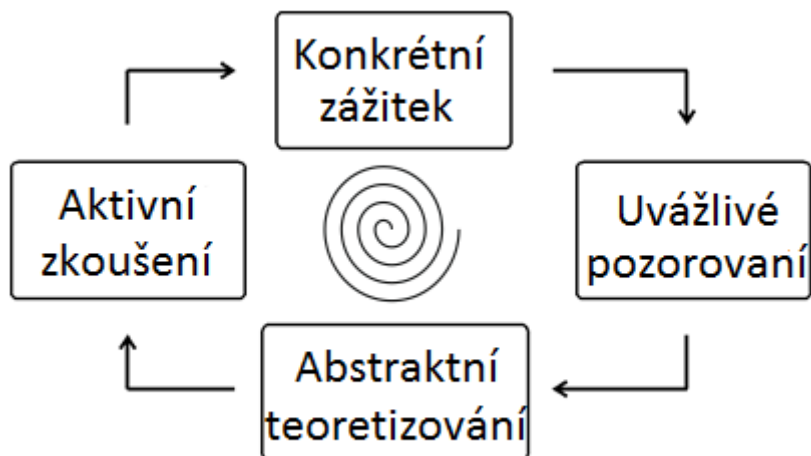 Konkrétní
zážitek
Aktivní
zkoušení
Uvážlivé
pozorovaní
Abstraktní
teoretizování